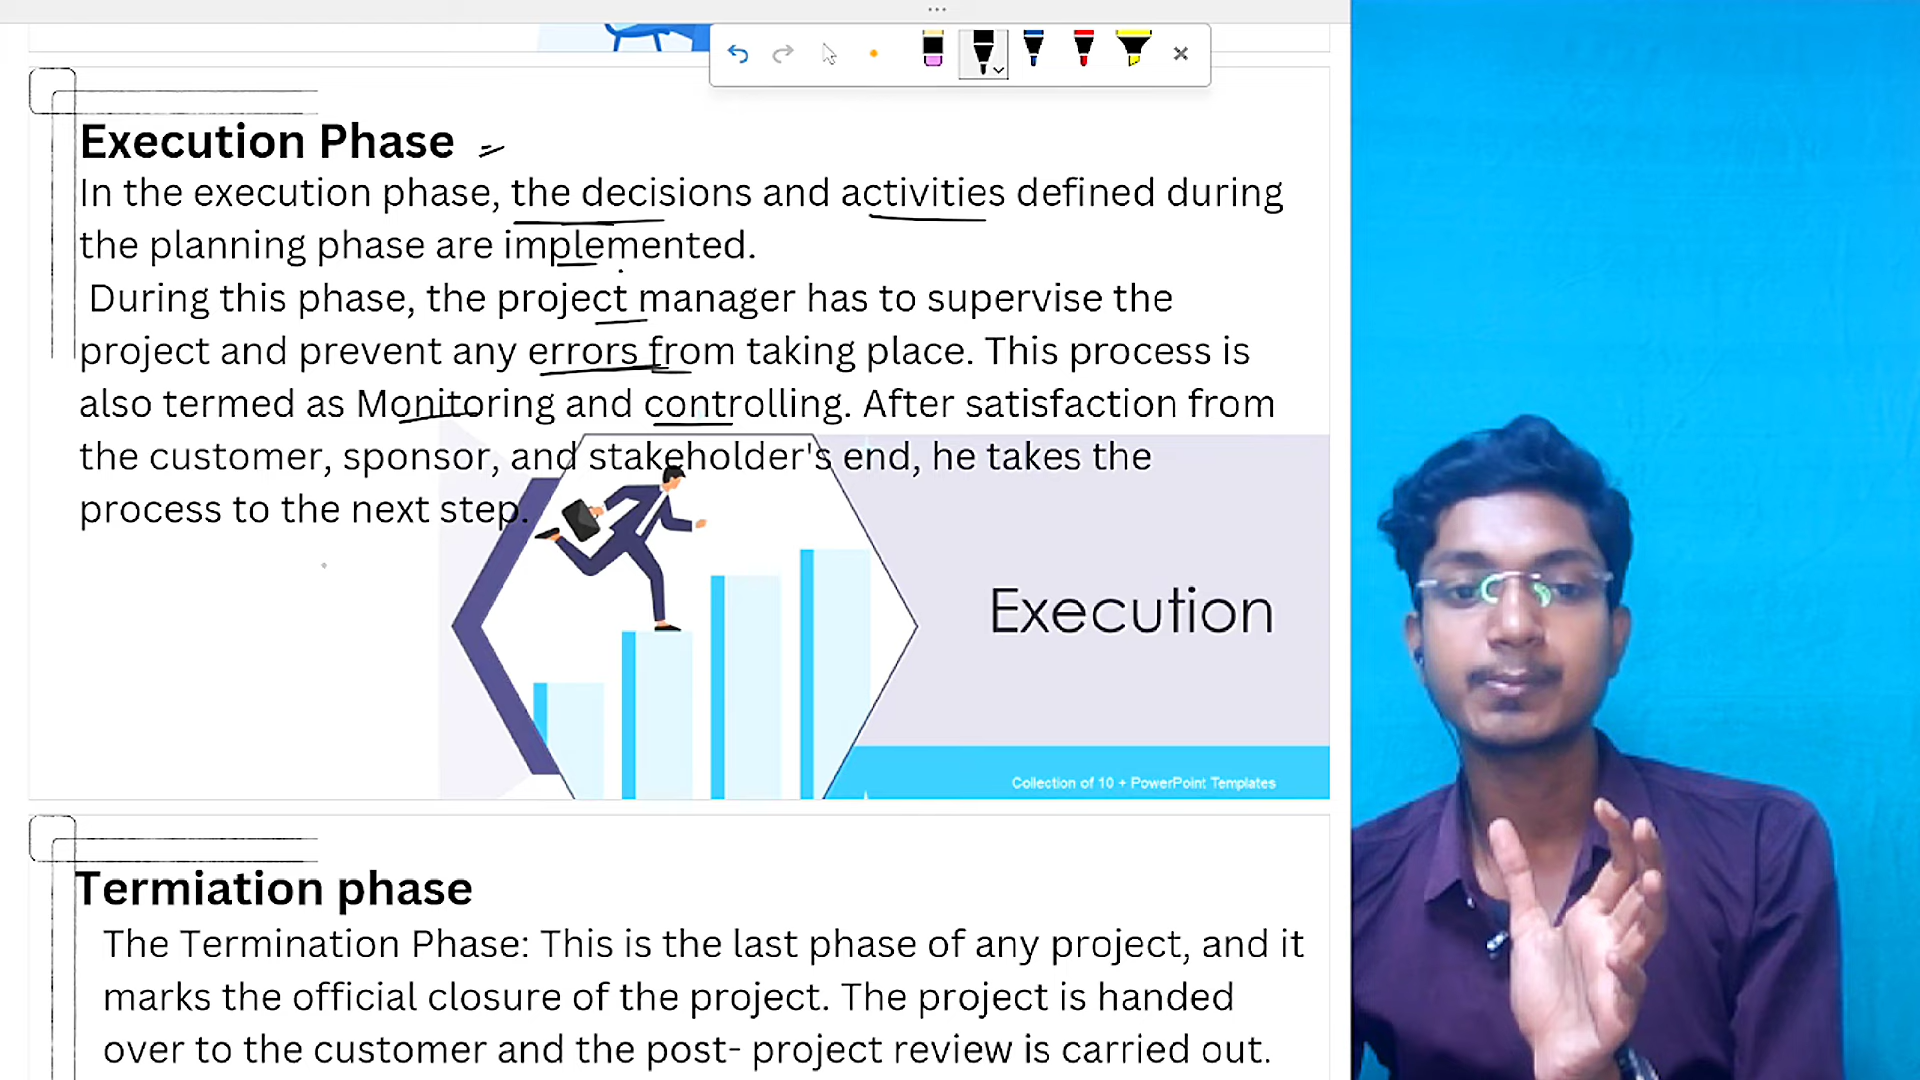 Execution Phase
In the execution phase, the decisions and activities defined during
the planning phase are implemented.
During this phase, the project manager has to supervise the
project and prevent any errors from taking place. This process is
also termed as Monitoring and controlling. After satisfaction from
the customer, sponsor, and stakeholder's end, he takes the
process to the next step.
Execution
Collection of 10 + PowerPoint Templates
Termiation phase
The Termination Phase: This is the last phase of any project, and it
marks the official closure of the project. The project is handed
over to the customer and the post- project review is carried out.